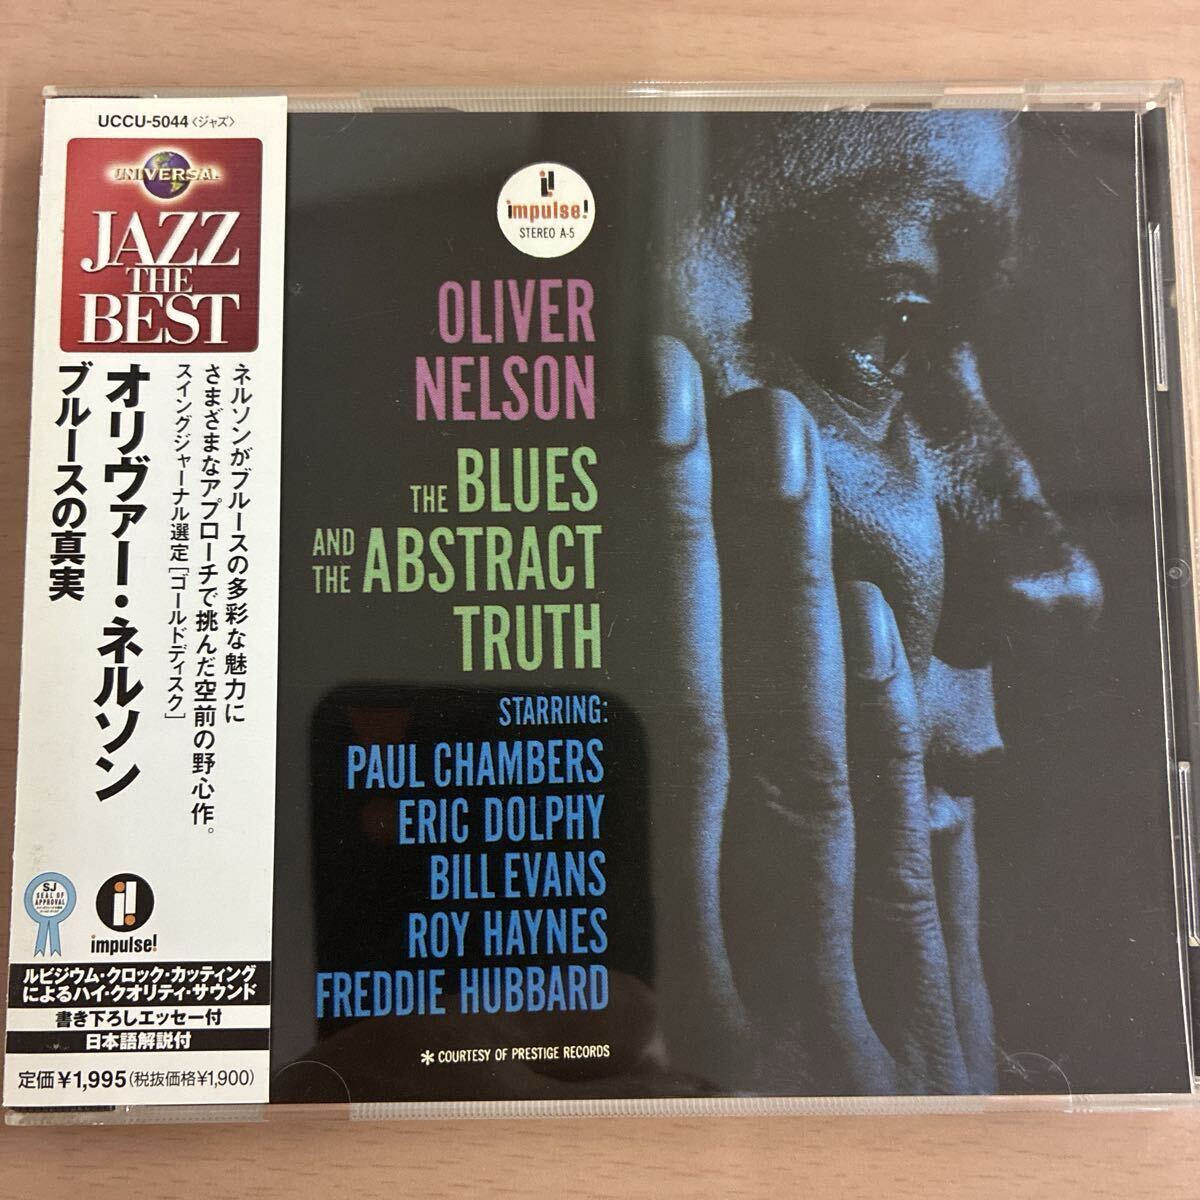 UCCU-5044〈ジャズ〉
UNIVERSAL
JAZZ
THE
BEST
ネルソンがブルースの多彩な魅力に
さまざまなアプローチで挑んだ空前の野心作。
スイングジャーナル選定[ゴールドディスク]
オリヴァー・ネルソン
ブルースの真実
SJ
SEAL OF
APPROVAL
impulse!
ルビジウム・クロック・カッティング
によるハイ・クオリティ・サウンド
書き下ろしエッセー付
日本語解説付
定価¥1,995(税抜価格¥1,900)
impulse!
STEREO A-5
OLIVER
NELSON
THE BLUES
AND
THE ABSTRACT
TRUTH
STARRING:
PAUL CHAMBERS
ERIC DOLPHY
BILL EVANS
ROY HAYNES
FREDDIE HUBBARD
* COURTESY OF PRESTIGE RECORDS